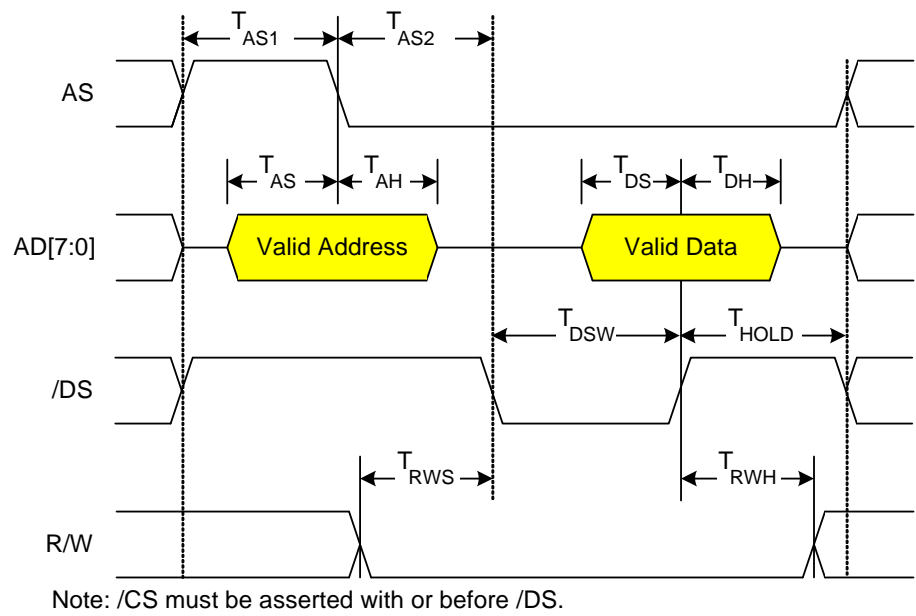 TAS1 TAS2
AS
TAS TAH TDS TDH
AD[7:0] Valid Address Valid Data
TDSW THOLD
/DS
TRWS TRWH
R/W
Note: /CS must be asserted with or before /DS.